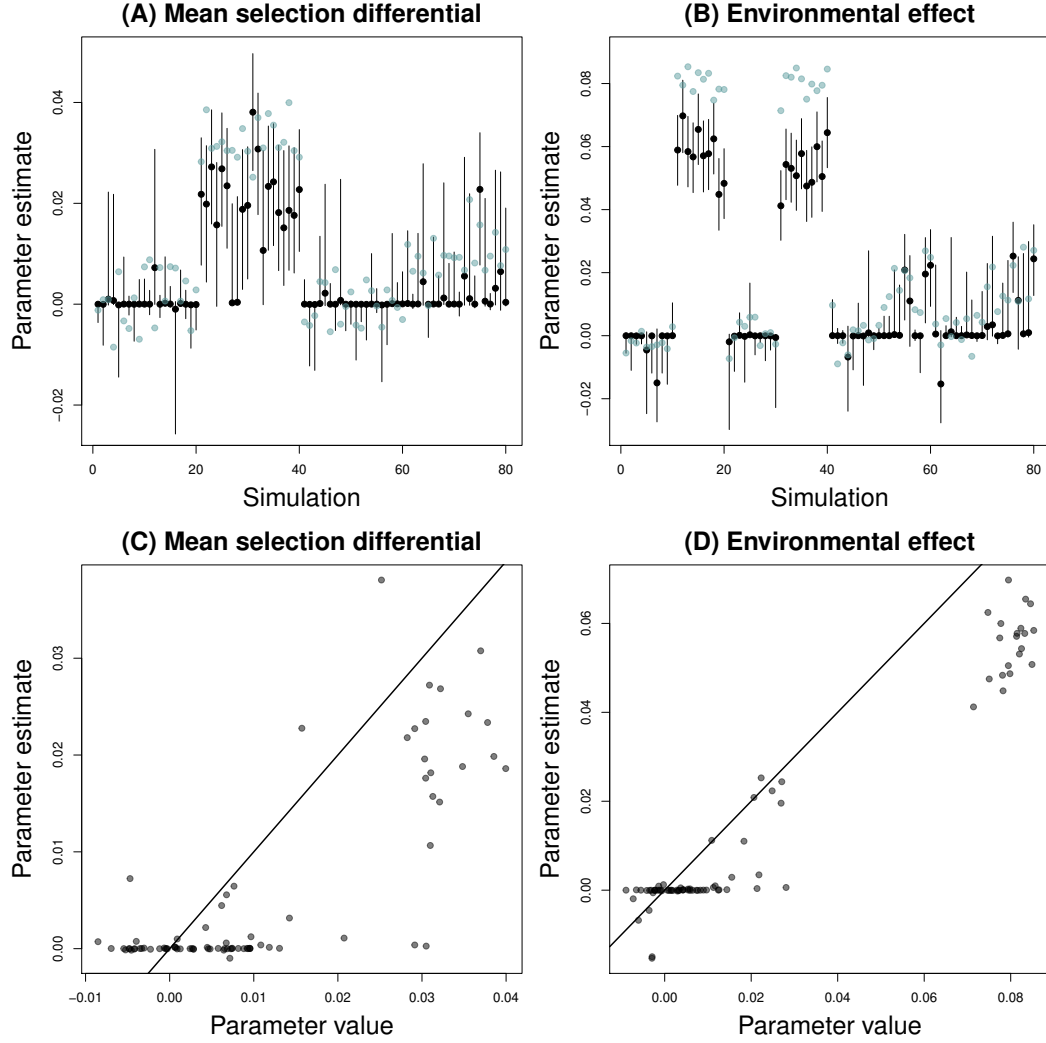 (A) Mean selection differential
Parameter estimate
0.04
0.02
0.00
−0.02
0 20 40 60 80
Simulation
(B) Environmental effect
Parameter estimate
0.08
0.06
0.04
0.02
0.00
−0.02
0 20 40 60 80
Simulation
(C) Mean selection differential
Parameter estimate
0.03
0.02
0.01
0.00
−0.01 0.00 0.01 0.02 0.03 0.04
Parameter value
(D) Environmental effect
Parameter estimate
0.06
0.04
0.02
0.00
0.00 0.02 0.04 0.06 0.08
Parameter value